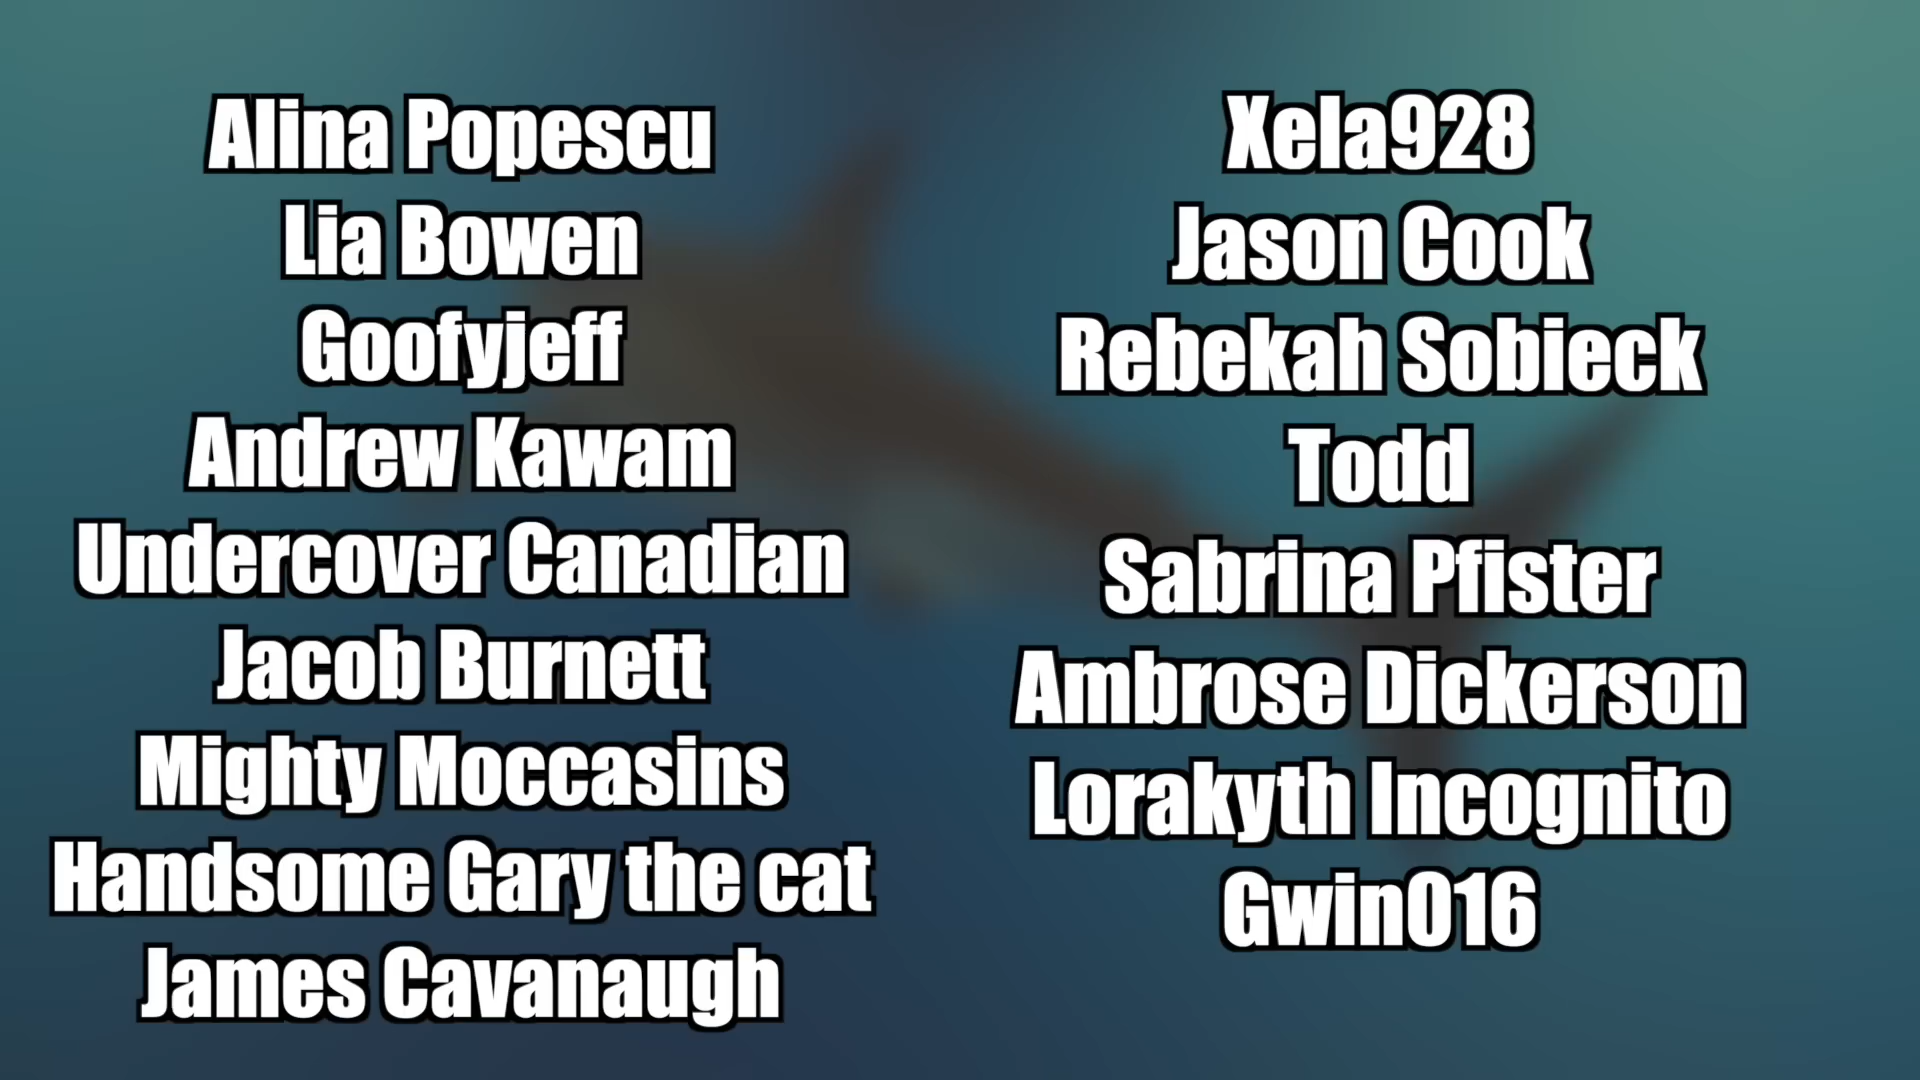 Alina Popescu
Lia Bowen
Goofyjeff
Andrew Kawam
Undercover Canadian
Jacob Burnett
Mighty Moccasins
Handsome Gary the cat
James Cavanaugh
Xela928
Jason Cook
Rebekah Sobieck
Todd
Sabrina Pfister
Ambrose Dickerson
Lorakyth Incognito
Gwin016